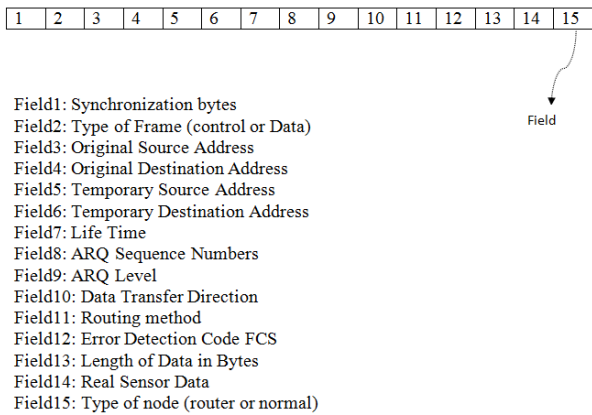 1 2 3 4 5 6 7 8 9 10 11 12 13 14 15
Field
Field1: Synchronization bytes
Field2: Type of Frame (control or Data)
Field3: Original Source Address
Field4: Original Destination Address
Field5: Temporary Source Address
Field6: Temporary Destination Address
Field7: Life Time
Field8: ARQ Sequence Numbers
Field9: ARQ Level
Field10: Data Transfer Direction
Field11: Routing method
Field12: Error Detection Code FCS
Field13: Length of Data in Bytes
Field14: Real Sensor Data
Field15: Type of node (router or normal)